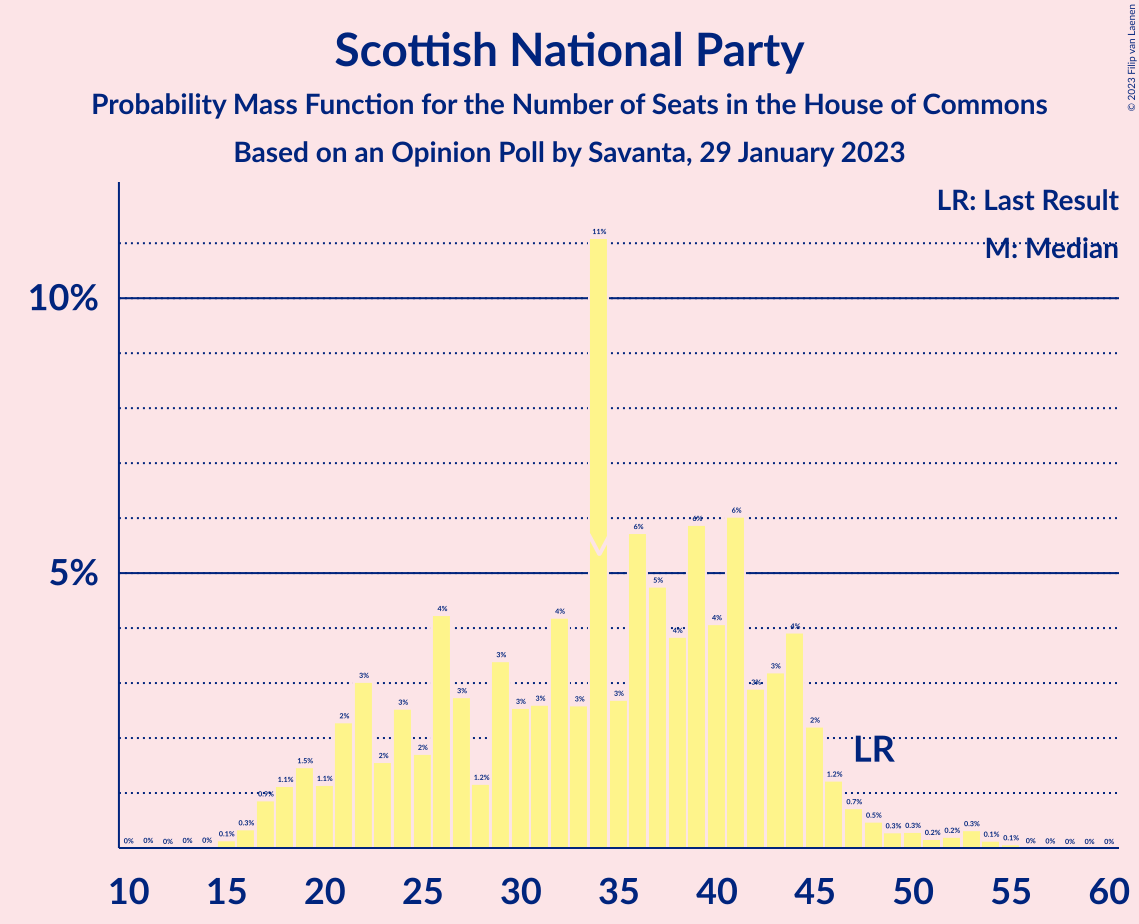 Scottish National Party
Probability Mass Function for the Number of Seats in the House of Commons
Based on an Opinion Poll by Savanta, 29 January 2023
© 2023 Filip van Laenen
LR: Last Result
M: Median
10%
5%
0% 0% 0% 0% 0% 0.1% 0.3% 0.9% 1.1% 1.5% 1.1% 2% 3% 2% 3% 2% 4% 3% 1.2% 3% 3% 3% 4% 3% 11% 3% 6% 5% 4% 6% 4% 6% 3% 3% 4% 2% 1.2% 0.7% 0.5% 0.3% 0.3% 0.2% 0.2% 0.3% 0.1% 0.1% 0% 0% 0% 0% 0%
LR
10 15 20 25 30 35 40 45 50 55 60